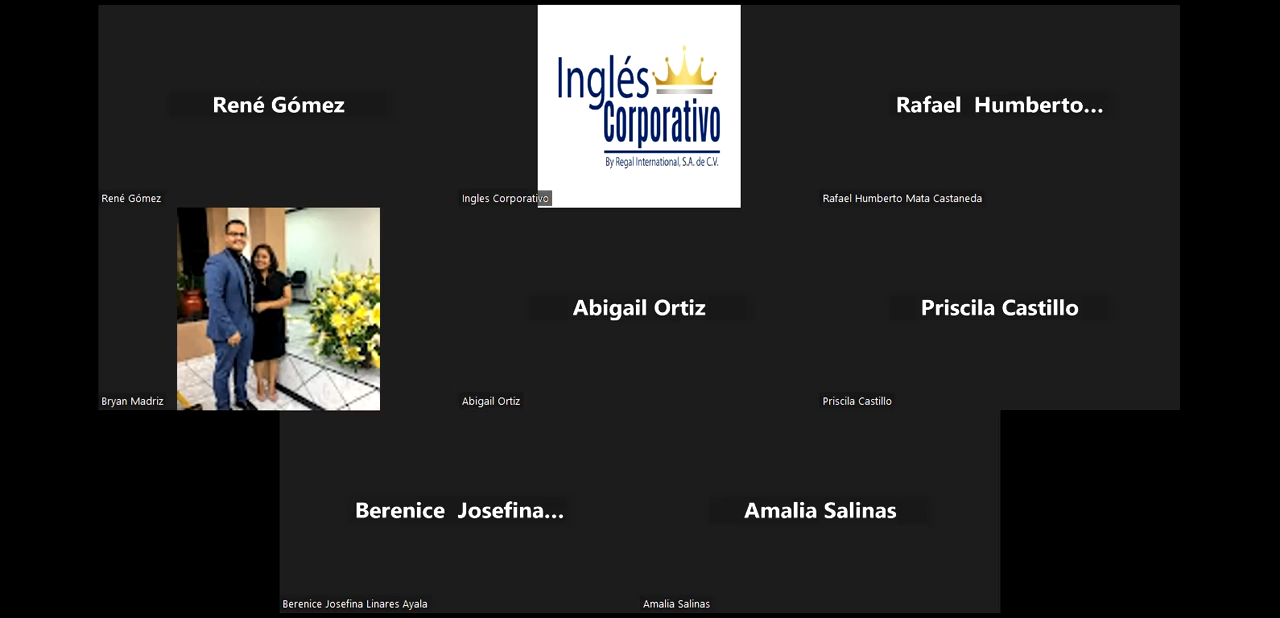 René Gómez
Inglés
Corporativo
By Regal International, S.A. de C.V.
Rafael Humberto...
René Gómez
Ingles Corporativo
Rafael Humberto Mata Castaneda
Abigail Ortiz
Priscila Castillo
Bryan Madriz
Abigail Ortiz
Priscila Castillo
Berenice Josefina...
Amalia Salinas
Berenice Josefina Linares Ayala
Amalia Salinas